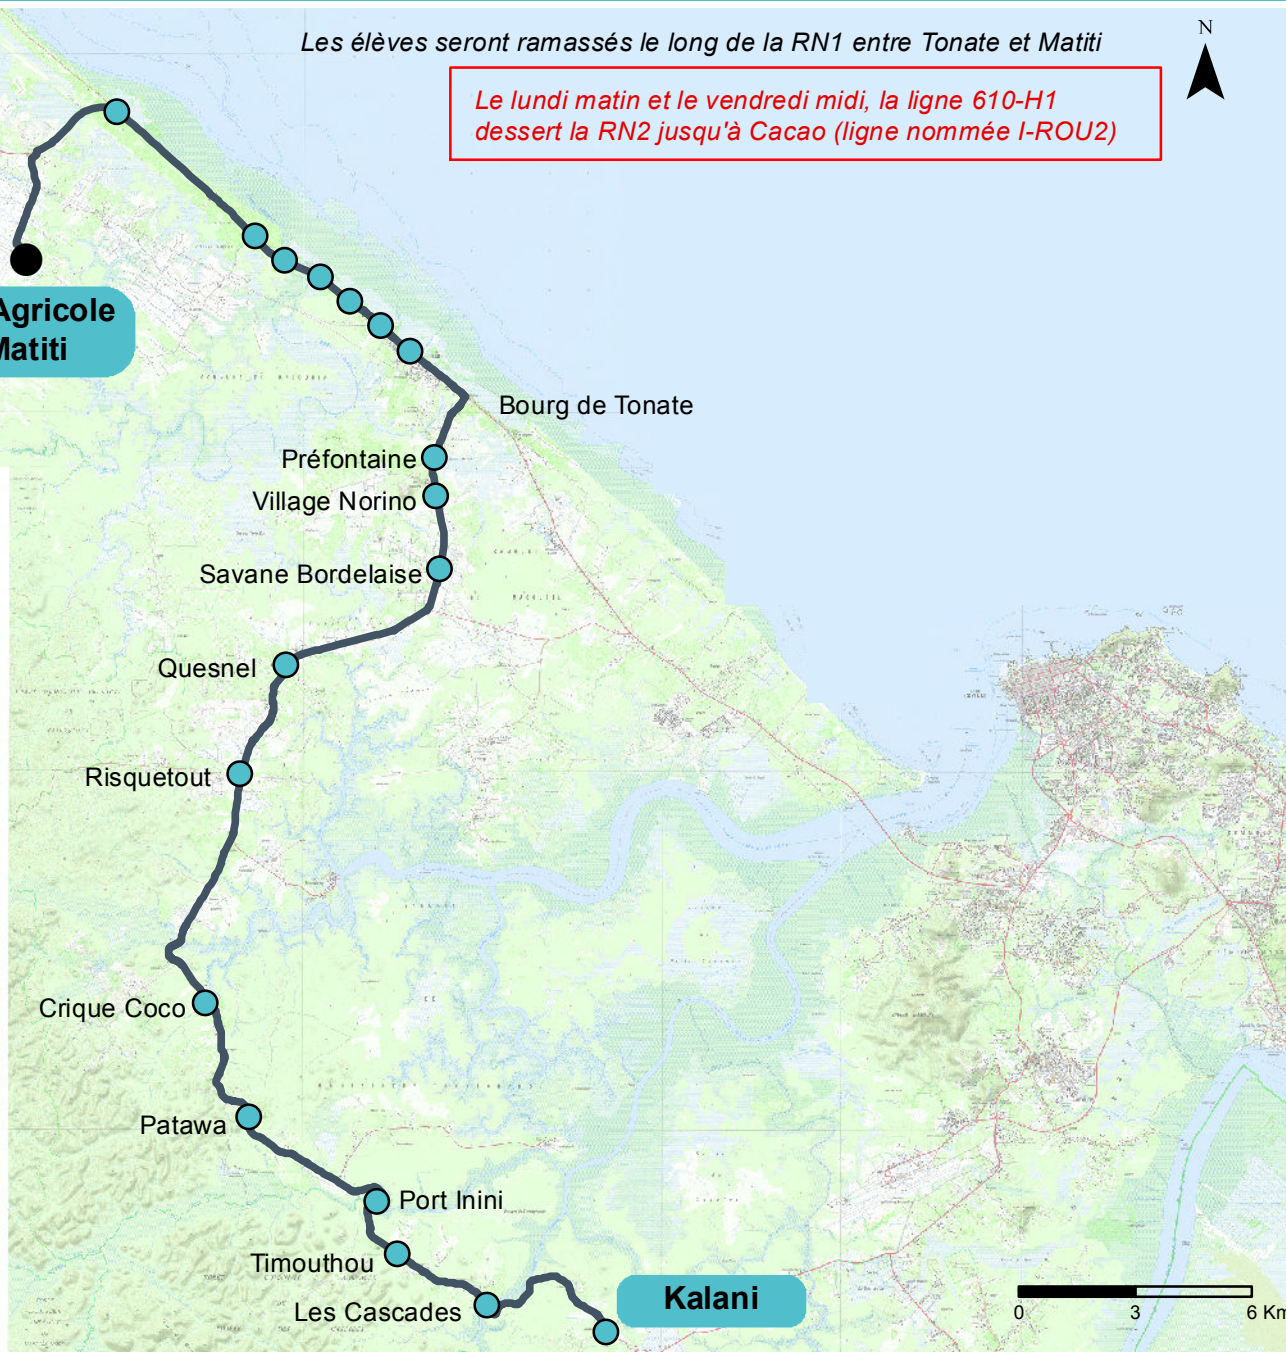 Les élèves seront ramassés le long de la RN1 entre Tonate et Matiti
N
Le lundi matin et le vendredi midi, la ligne 610-H1
dessert la RN2 jusqu'à Cacao (ligne nommée I-ROU2)
Agricole
Matiti
Bourg de Tonate
Préfontaine
Village Norino
Savane Bordelaise
Quesnel
Risquetout
Crique Coco
Patawa
Port Inini
Timouthou
Les Cascades
Kalani
0 3 6 Km